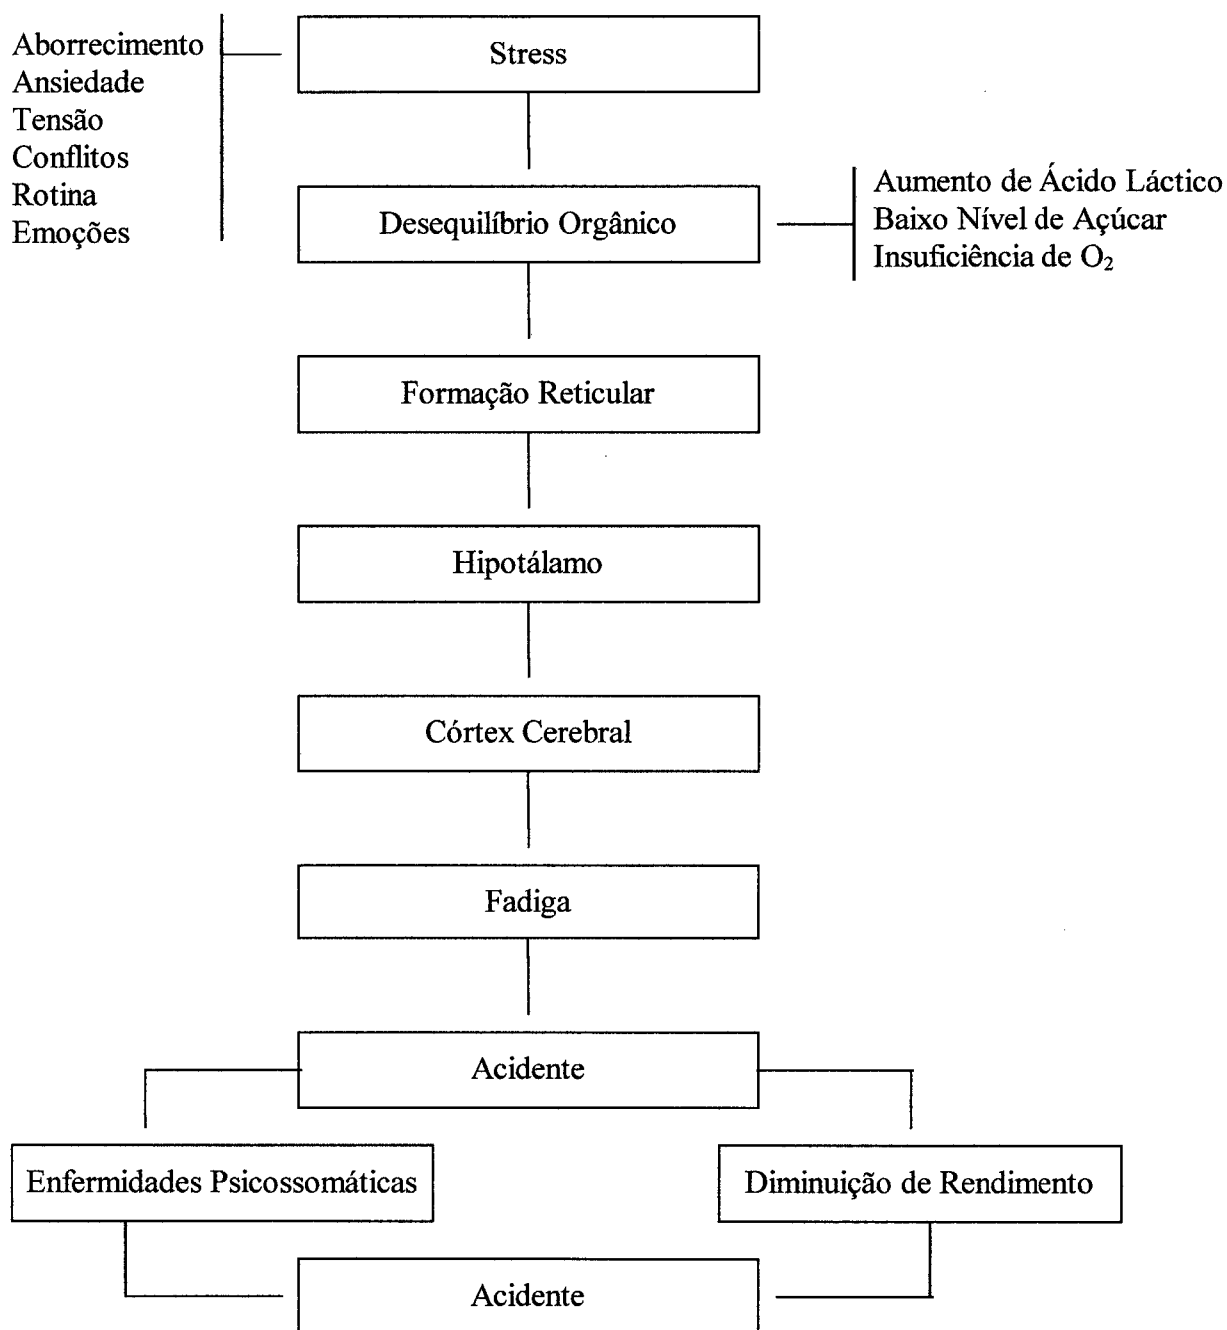 Aborrecimento
Ansiedade
Tensão
Conflitos
Rotina
Emoções
Stress
Desequilíbrio Orgânico
Aumento de Ácido Láctico
Baixo Nível de Açúcar
Insuficiência de O₂
Formação Reticular
Hipotálamo
Córtex Cerebral
Fadiga
Acidente
Enfermidades Psicossomáticas
Diminuição de Rendimento
Acidente